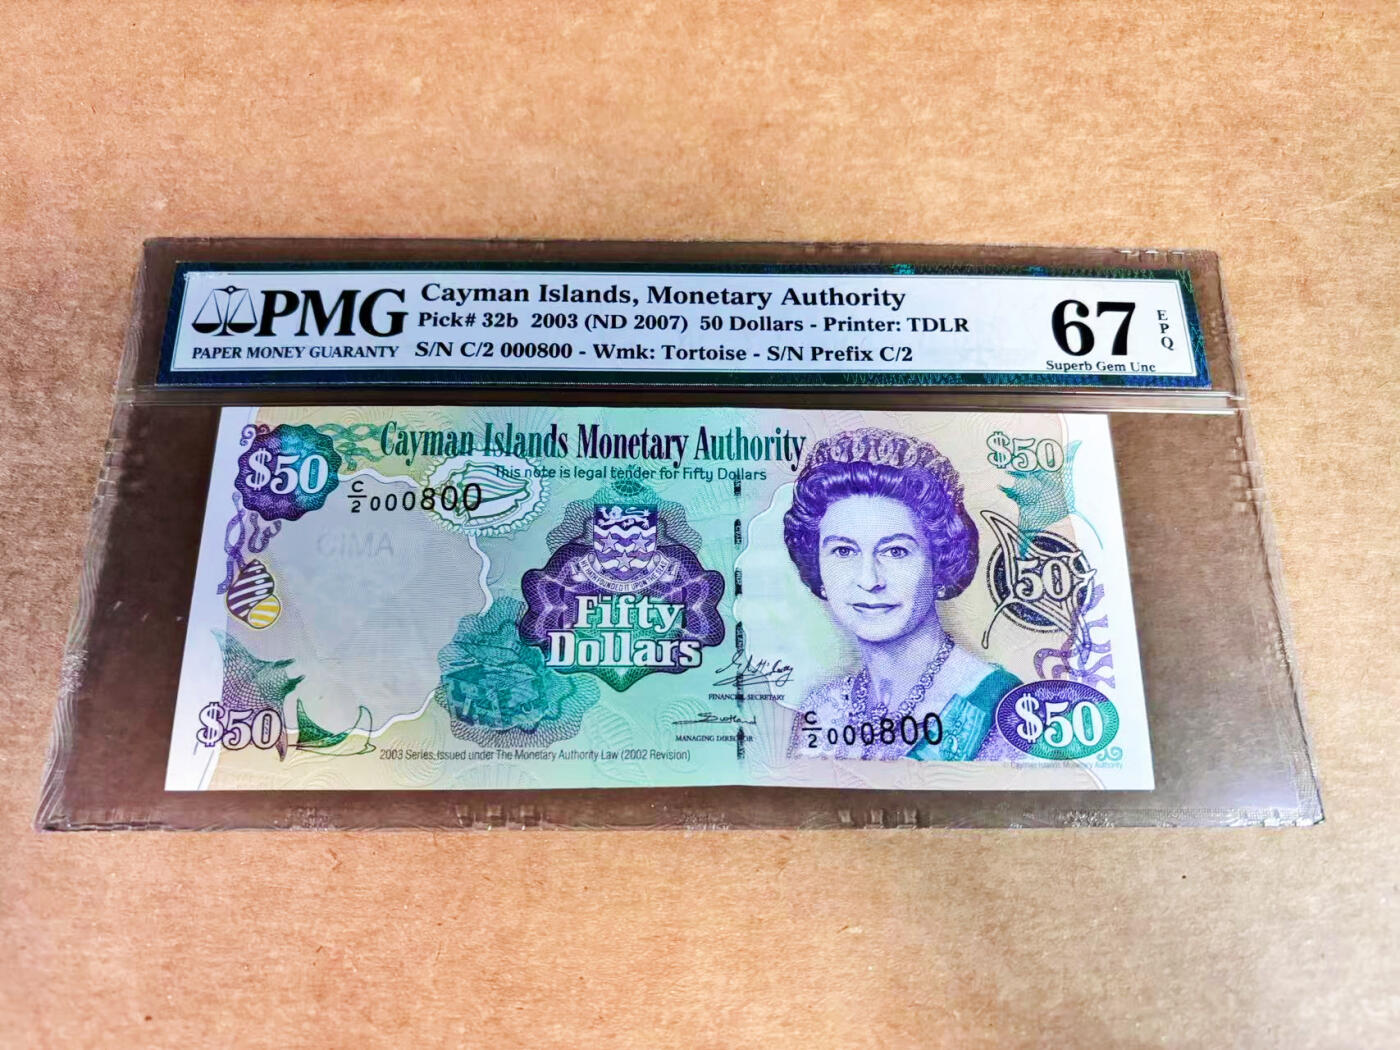 PMG
PAPER MONEY GUARANTY
Cayman Islands, Monetary Authority
Pick# 32b 2003 (ND 2007) 50 Dollars - Printer: TDLR
S/N C/2 000800 - Wmk: Tortoise - S/N Prefix C/2
67
EPQ
Superb Gem Unc
Cayman Islands Monetary Authority
This note is legal tender for Fifty Dollars
$50
$50
C/2 000800
CIMA
50
Fifty
Dollars
FINANCIAL SECRETARY
MANAGING DIRECTOR
C/2 000800
$50
$50
2003 Series, Issued under The Monetary Authority Law (2002 Revision)
© Cayman Islands Monetary Authority